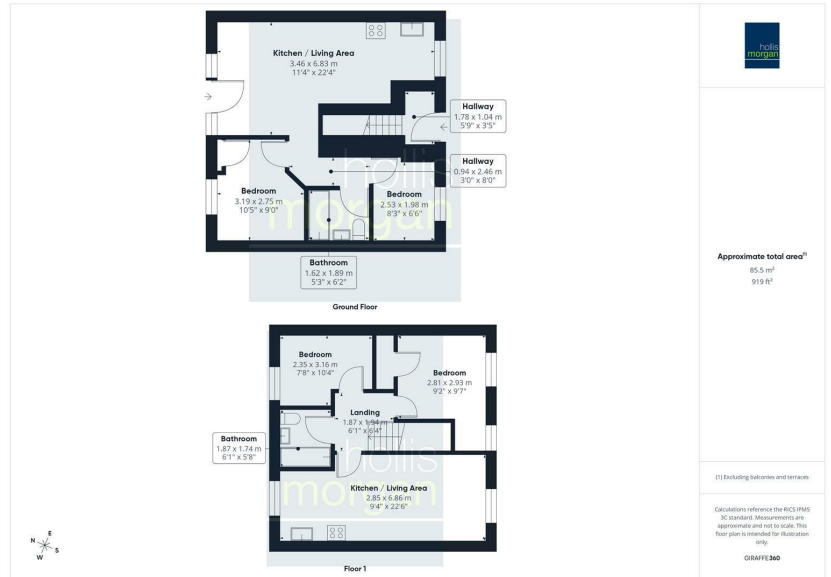 Kitchen / Living Area
3.46 x 6.83 m
11'4" x 22'4"
Hallway
1.78 x 1.04 m
5'9" x 3'5"
Hallway
0.94 x 2.46 m
3'0" x 8'0"
Bedroom
3.19 x 2.75 m
10'5" x 9'0"
Bedroom
2.53 x 1.98 m
8'3" x 6'6"
hollis
morgan
Bathroom
1.62 x 1.89 m
5'3" x 6'2"
Ground Floor
Bedroom
2.35 x 3.16 m
7'8" x 10'4"
Bedroom
2.81 x 2.93 m
9'2" x 9'7"
Landing
1.87 x 1.94 m
6'1" x 6'4"
Bathroom
1.87 x 1.74 m
6'1" x 5'8"
hollis
morgan
Kitchen / Living Area
2.85 x 6.86 m
9'4" x 22'6"
Floor 1
N
E
S
W
hollis
morgan
Approximate total area(1)
85.5 m²
919 ft²
(1) Excluding balconies and terraces
Calculations reference the RICS IPMS
3C standard. Measurements are
approximate and not to scale. This
floor plan is intended for illustration
only.
GIRAFFE360